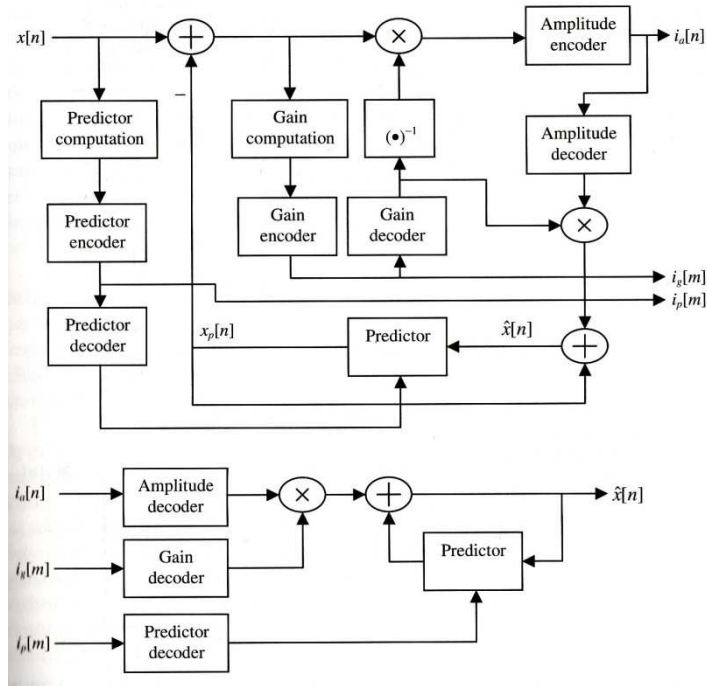 x[n]
+
×
Amplitude
encoder
i_a[n]
−
Predictor
computation
Gain
computation
(•)⁻¹
Amplitude
decoder
Predictor
encoder
Gain
encoder
Gain
decoder
×
i_g[m]
i_p[m]
Predictor
decoder
x_p[n]
Predictor
x̂[n]
+
i_a[n]
Amplitude
decoder
×
+
x̂[n]
i_g[m]
Gain
decoder
Predictor
i_p[m]
Predictor
decoder